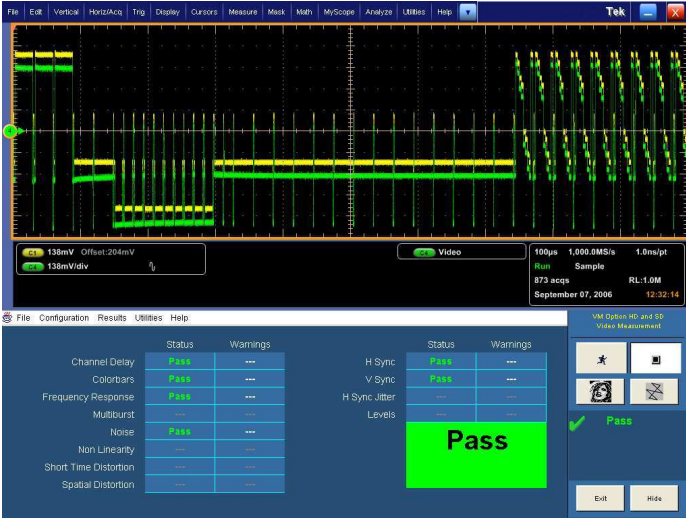 File Edit Vertical Horiz/Acq Trig Display Cursors Measure Mask Math MyScope Analyze Utilities Help Tek X
4
C1 138mV Offset:204mV
C4 138mV/div
C4 Video
100µs 1,000.0MS/s 1.0ns/pt
Run Sample
873 acqs RL:1.0M
September 07, 2006 12:32:14
File Configuration Results Utilities Help
VM Option HD and SD
Video Measurement
Status Warnings Status Warnings
Channel Delay Pass --- H Sync Pass ---
Colorbars Pass --- V Sync Pass ---
Frequency Response Pass --- H Sync Jitter --- ---
Multiburst --- --- Levels --- ---
Noise Pass --- Pass
Non Linearity --- ---
Short Time Distortion --- ---
Spatial Distortion --- ---
Pass
Exit Hide